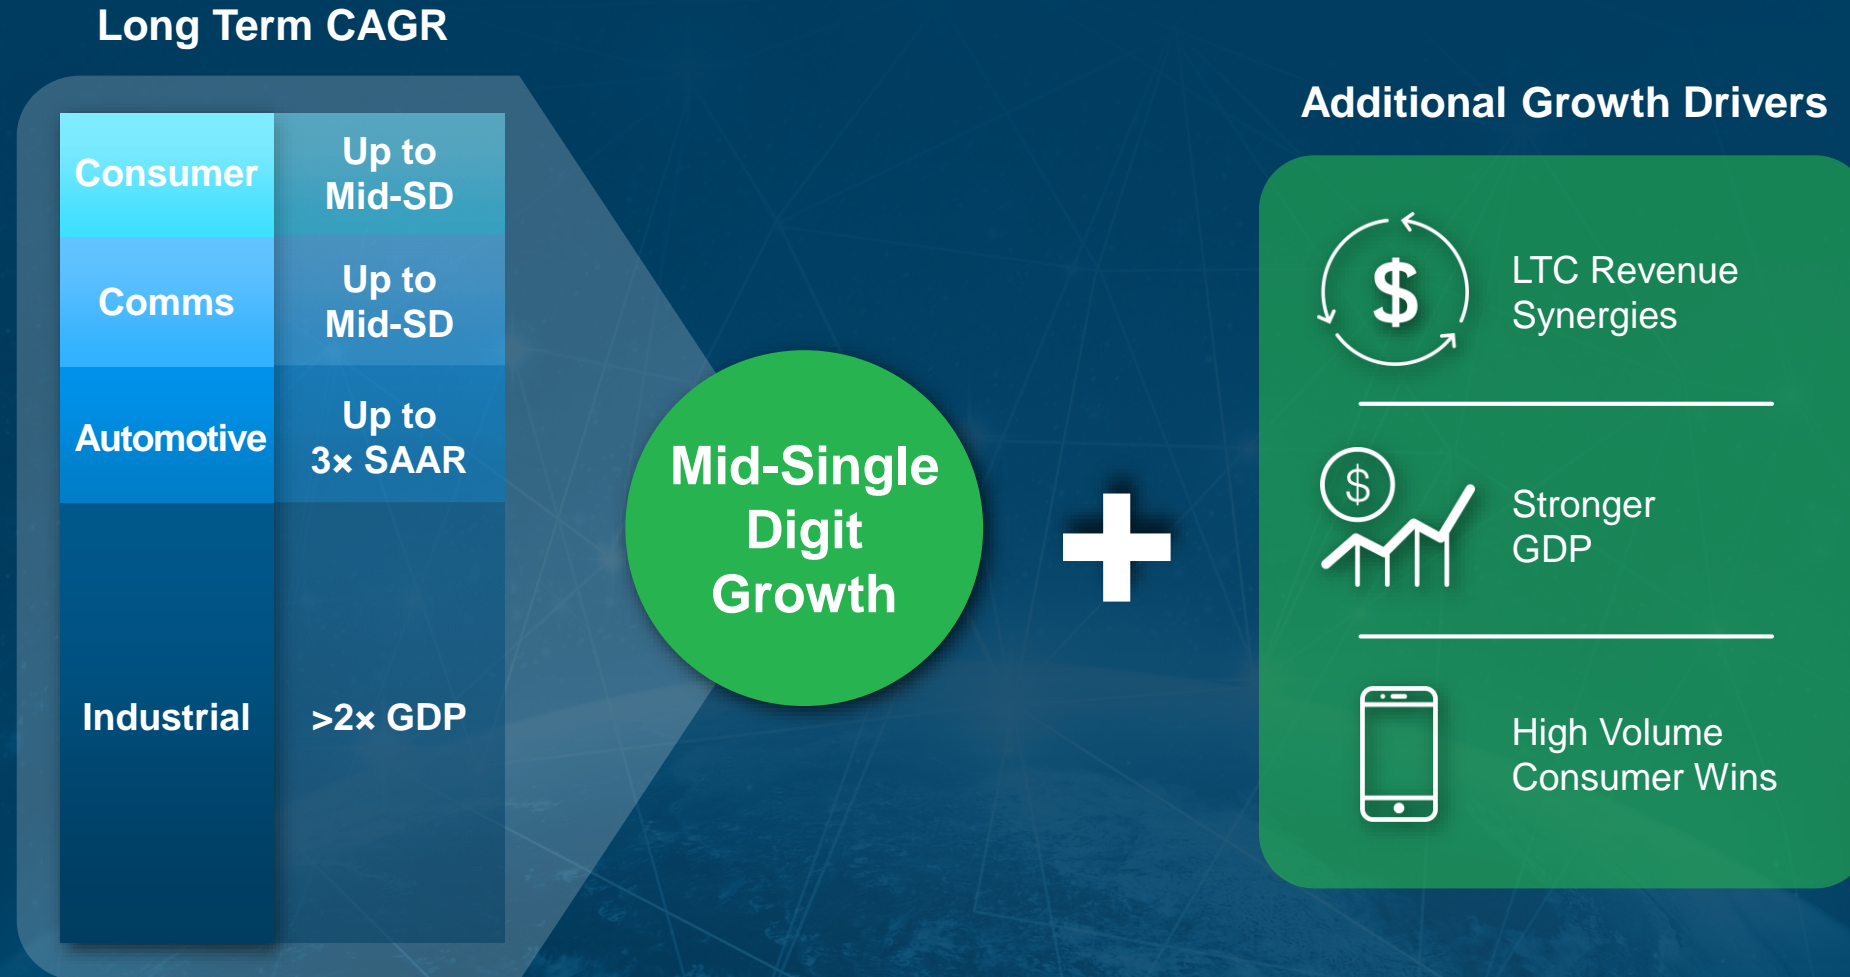 Long Term CAGR
Consumer
Up to
Mid-SD
Comms
Up to
Mid-SD
Automotive
Up to
3× SAAR
Industrial
>2× GDP
Mid-Single
Digit
Growth
+
Additional Growth Drivers
$
LTC Revenue
Synergies
$
Stronger
GDP
High Volume
Consumer Wins